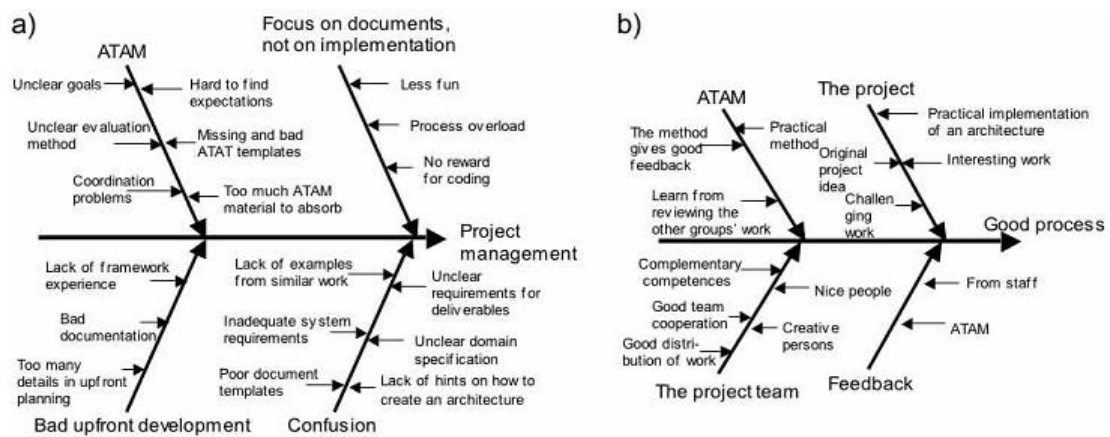 a)
ATAM
Focus on documents,
not on implementation
Unclear goals
Hard to find
expectations
Unclear evaluation
method
Missing and bad
ATAT templates
Coordination
problems
Too much ATAM
material to absorb
Less fun
Process overload
No reward
for coding
Project
management
Lack of framework
experience
Bad
documentation
Too many
details in upfront
planning
Bad upfront development
Lack of examples
from similar work
Unclear
requirements for
deliverables
Inadequate system
requirements
Unclear domain
specification
Poor document
templates
Lack of hints on how to
create an architecture
Confusion
b)
ATAM
The project
The method
gives good
feedback
Practical
method
Learn from
reviewing the
other groups' work
Practical implementation
of an architecture
Original
project
idea
Interesting work
Challen
ging
work
Good process
Complementary
competences
Nice people
Good team
cooperation
Creative
persons
Good distri-
bution of work
The project team
From staff
ATAM
Feedback